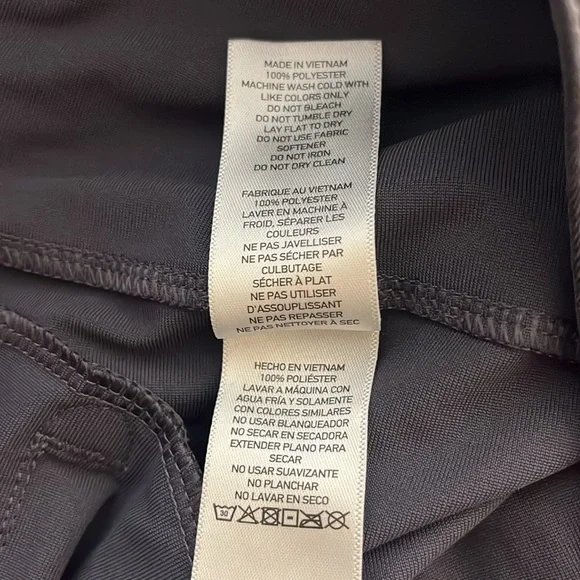 MADE IN VIETNAM
100% POLYESTER
MACHINE WASH COLD WITH
LIKE COLORS ONLY
DO NOT BLEACH
DO NOT TUMBLE DRY
LAY FLAT TO DRY
DO NOT USE FABRIC
SOFTENER
DO NOT IRON
DO NOT DRY CLEAN
FABRIQUE AU VIETNAM
100% POLYESTER
LAVER EN MACHINE À
FROID, SÉPARER LES
COULEURS
NE PAS JAVELLISER
NE PAS SÉCHER PAR
CULBUTAGE
SÉCHER À PLAT
NE PAS UTILISER
D'ASSOUPLISSANT
NE PAS REPASSER
NE PAS NETTOYER À SEC
HECHO EN VIETNAM
100% POLIÉSTER
LAVAR A MÁQUINA CON
AGUA FRÍA Y SOLAMENTE
CON COLORES SIMILARES
NO USAR BLANQUEADOR
NO SECAR EN SECADORA
EXTENDER PLANO PARA
SECAR
NO USAR SUAVIZANTE
NO PLANCHAR
NO LAVAR EN SECO
30